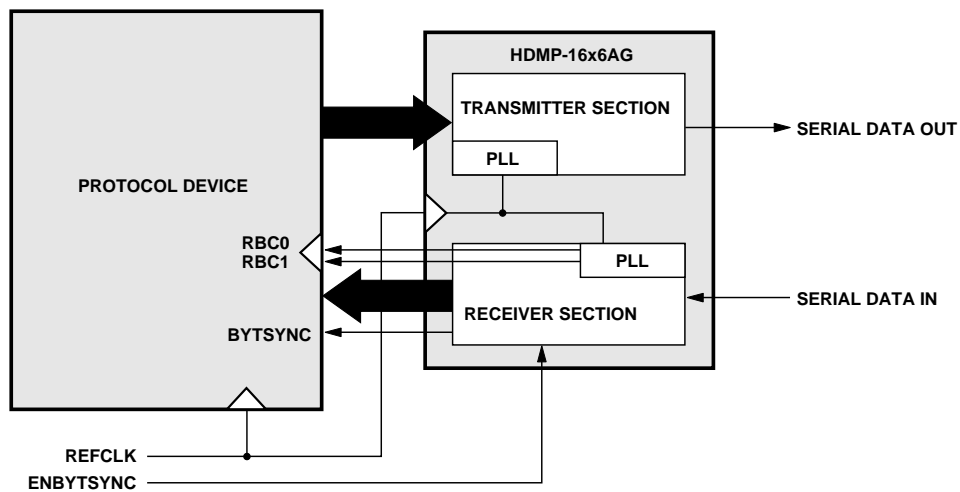 HDMP-16x6AG
TRANSMITTER SECTION
PLL
SERIAL DATA OUT
PROTOCOL DEVICE
RBC0
RBC1
PLL
SERIAL DATA IN
RECEIVER SECTION
BYTSYNC
REFCLK
ENBYTSYNC